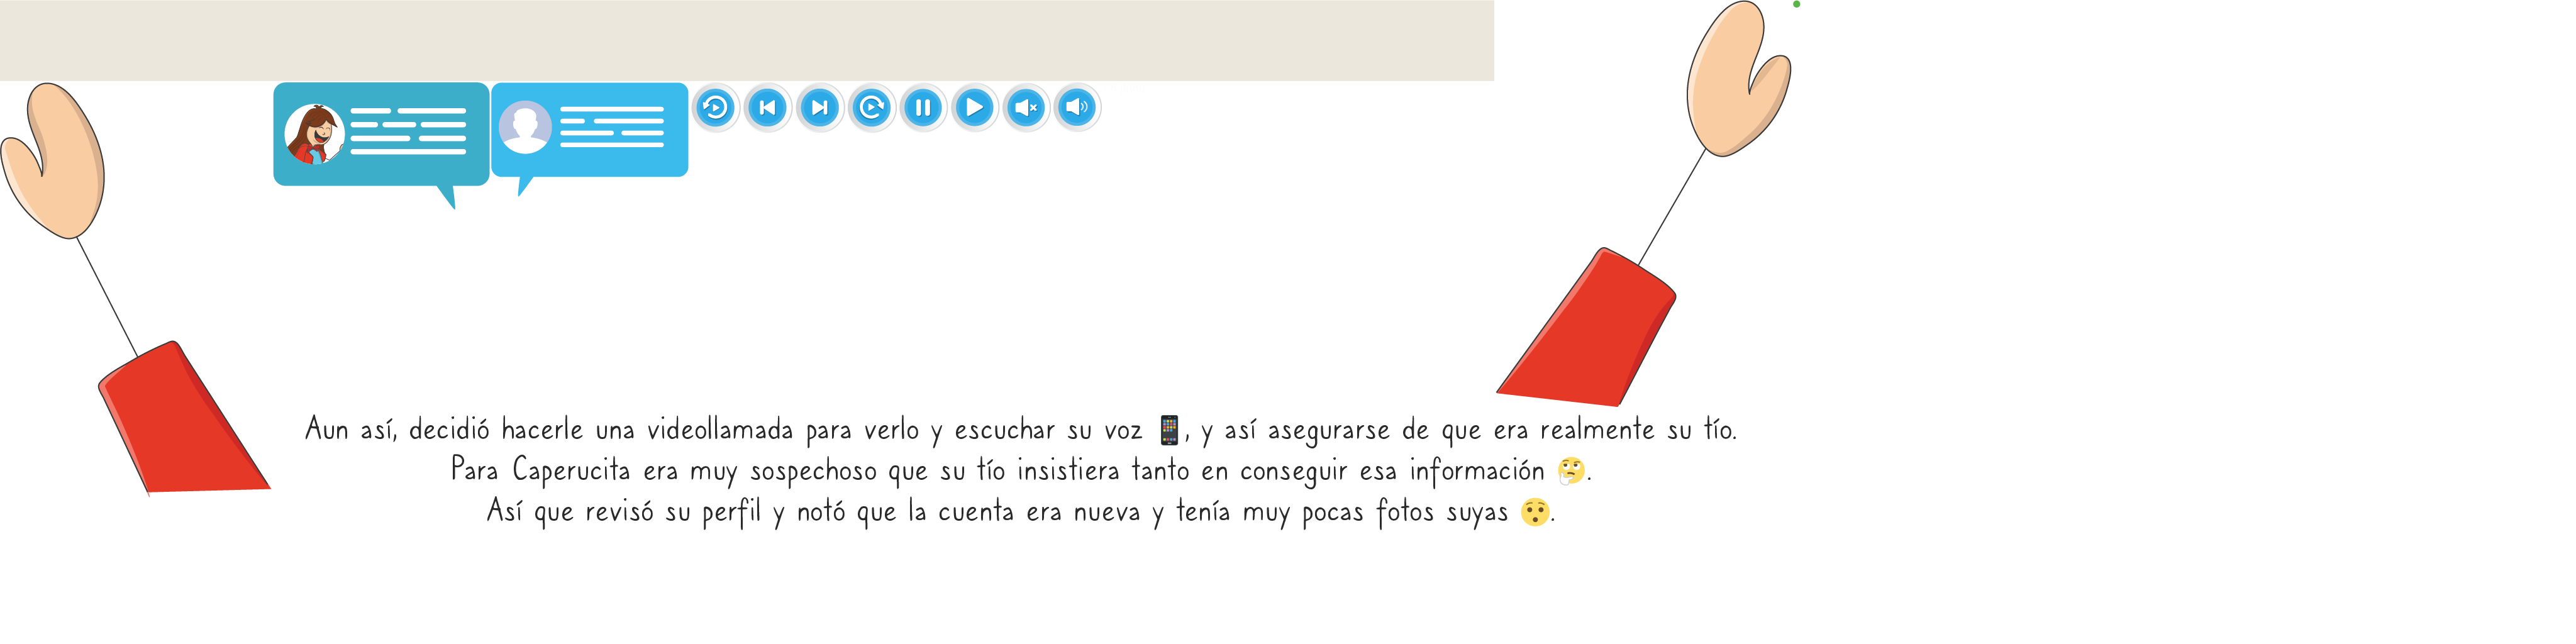 Aun así, decidió hacerle una videollamada para verlo y escuchar su voz 📱, y así asegurarse de que era realmente su tío.
Para Caperucita era muy sospechoso que su tío insistiera tanto en conseguir esa información 🤔.
Así que revisó su perfil y notó que la cuenta era nueva y tenía muy pocas fotos suyas 😯.